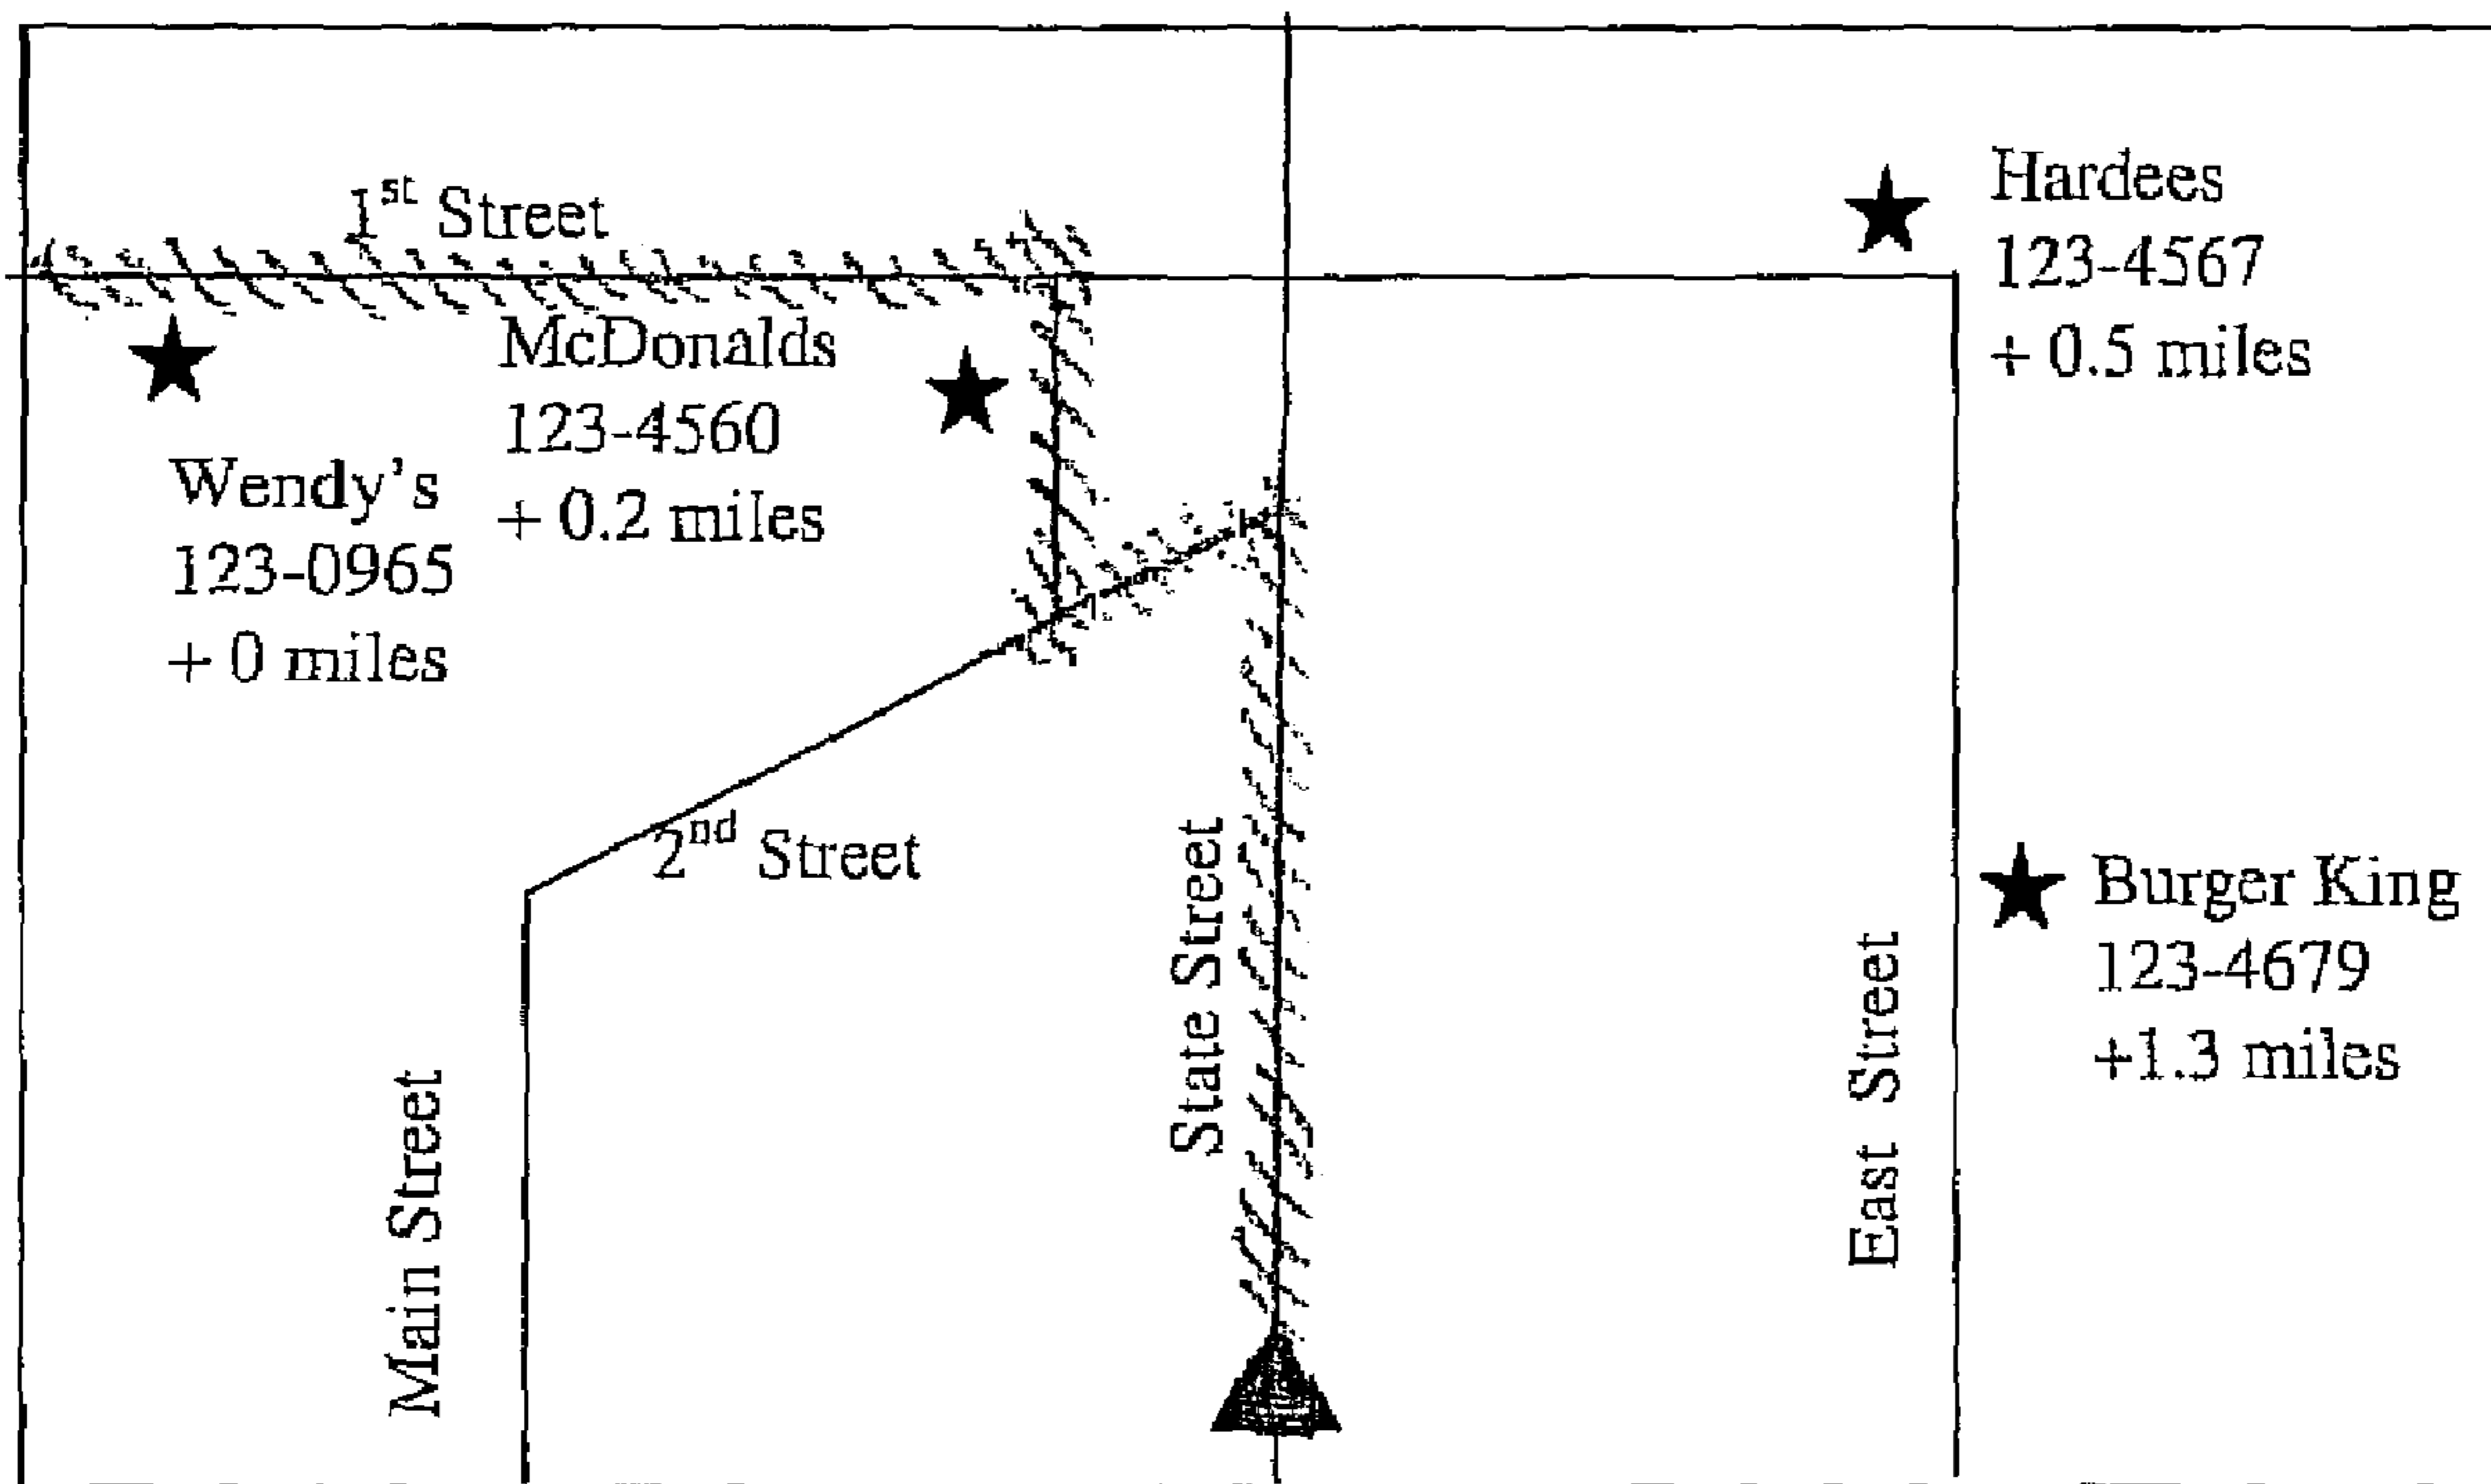 1st Street
Hardees
123-4567
+ 0.5 miles
McDonalds
123-4560
+ 0.2 miles
Wendy's
123-0965
+ 0 miles
2nd Street
State Street
Burger King
123-4679
+1.3 miles
East Street
Main Street